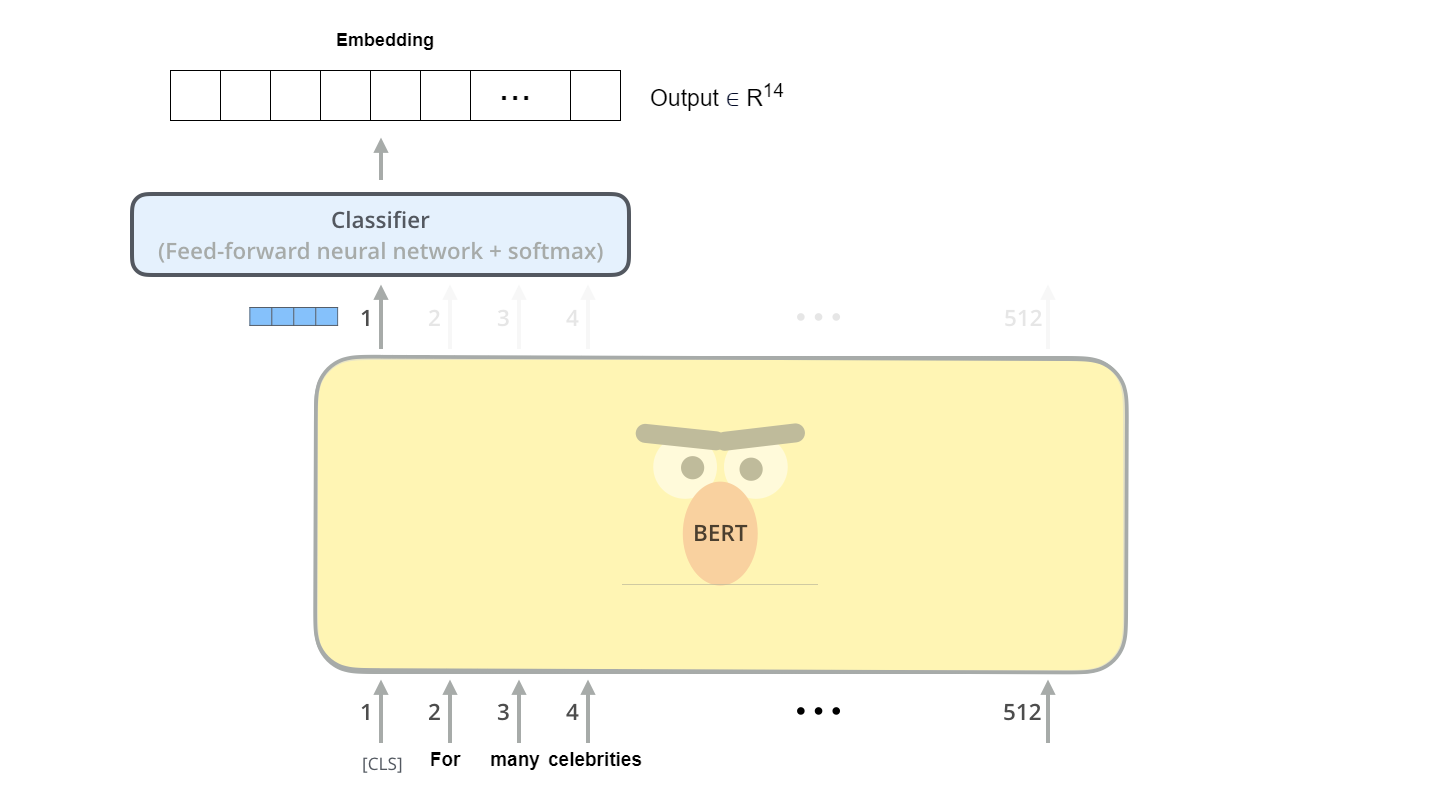 Embedding
... Output ∈ R¹⁴
Classifier
(Feed-forward neural network + softmax)
1 2 3 4 ... 512
BERT
1 2 3 4 ... 512
[CLS] For many celebrities